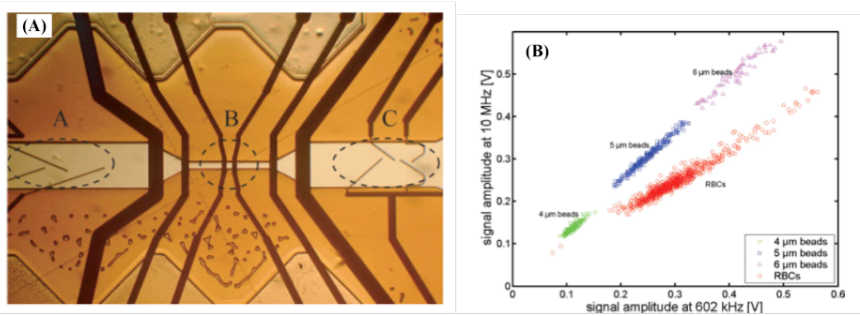 (A)
A
B
C
(B)
signal amplitude at 10 MHz [V]
0.5
0.4
0.3
0.2
0.1
0
6 µm beads
5 µm beads
RBCs
4 µm beads
4 µm beads
5 µm beads
6 µm beads
RBCs
0
0.1
0.2
0.3
0.4
0.5
0.6
signal amplitude at 602 kHz [V]